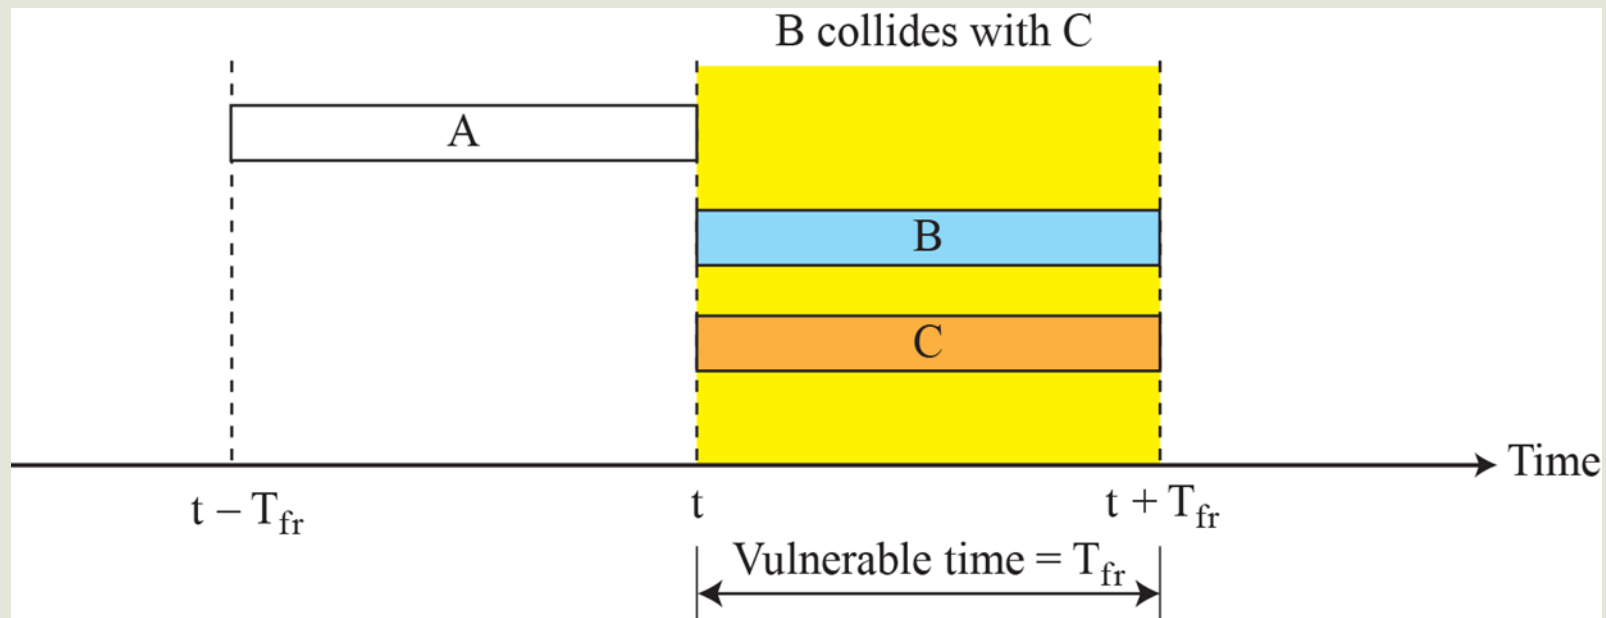 B collides with C
A
B
C
Time
t – Tfr
t
t + Tfr
Vulnerable time = Tfr